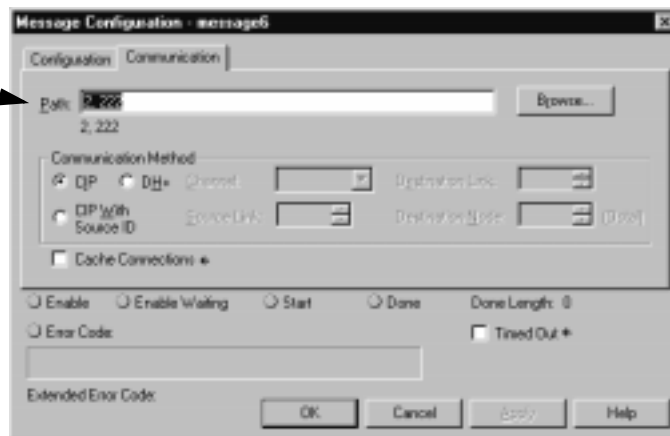 Message Configuration - message6
Configuration Communication
Path: 2, 222 Browse...
2, 222
Communication Method
CIP DH+ Channel: Destination Link:
CIP With Source ID Source Link: Destination Node: (Octal)
Cache Connections ←
Enable Enable Waiting Start Done Done Length: 0
Error Code: Timed Out ←
Extended Error Code:
OK Cancel Apply Help